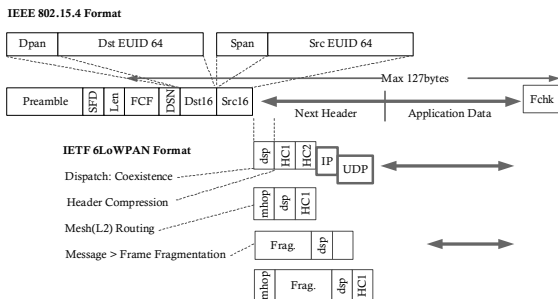 IEEE 802.15.4 Format
Dpan Dst EUID 64 Span Src EUID 64
Max 127bytes
Preamble SFD Len FCF DSN Dst16 Src16 Fchk
Next Header Application Data
IETF 6LoWPAN Format
dsp HC1 HC2 IP UDP
Dispatch: Coexistence
Header Compression
mhop dsp HC1
Mesh(L2) Routing
Frag. dsp
Message > Frame Fragmentation
mhop Frag. dsp HC1